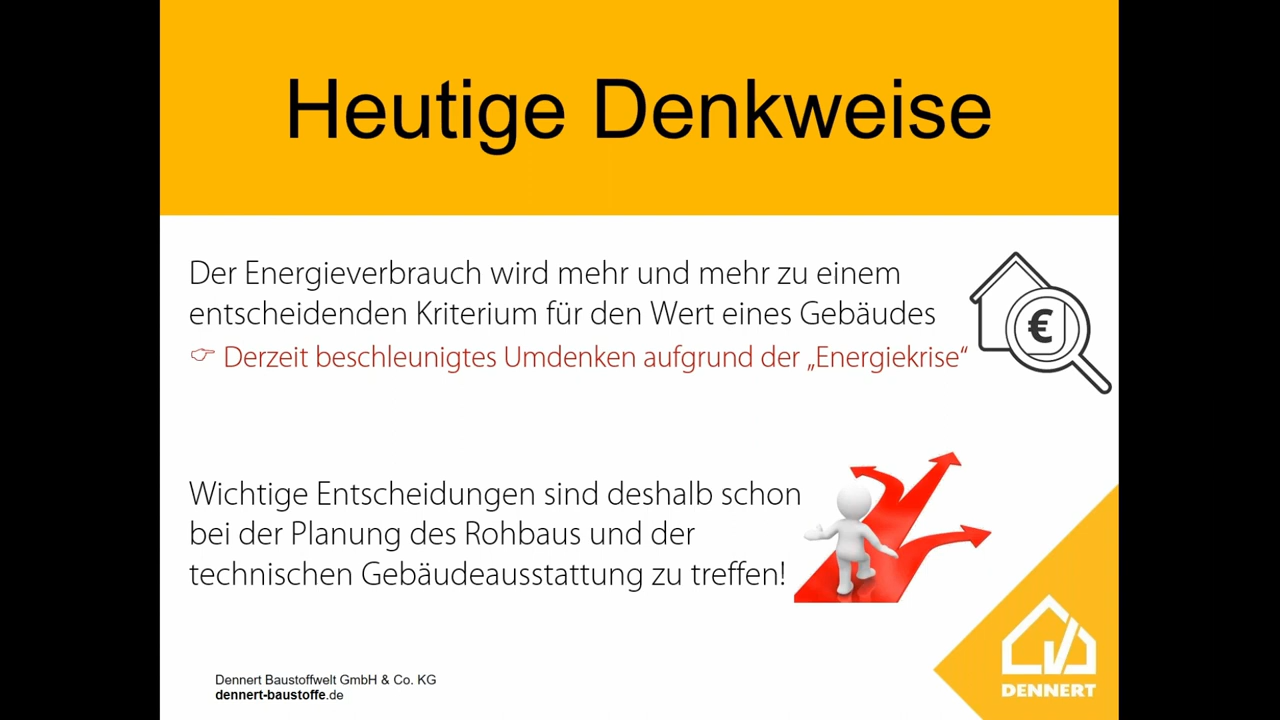 Heutige Denkweise
Der Energieverbrauch wird mehr und mehr zu einem
entscheidenden Kriterium für den Wert eines Gebäudes
☞ Derzeit beschleunigtes Umdenken aufgrund der „Energiekrise“
€
Wichtige Entscheidungen sind deshalb schon
bei der Planung des Rohbaus und der
technischen Gebäudeausstattung zu treffen!
Dennert Baustoffwelt GmbH & Co. KG
dennert-baustoffe.de
DENNERT